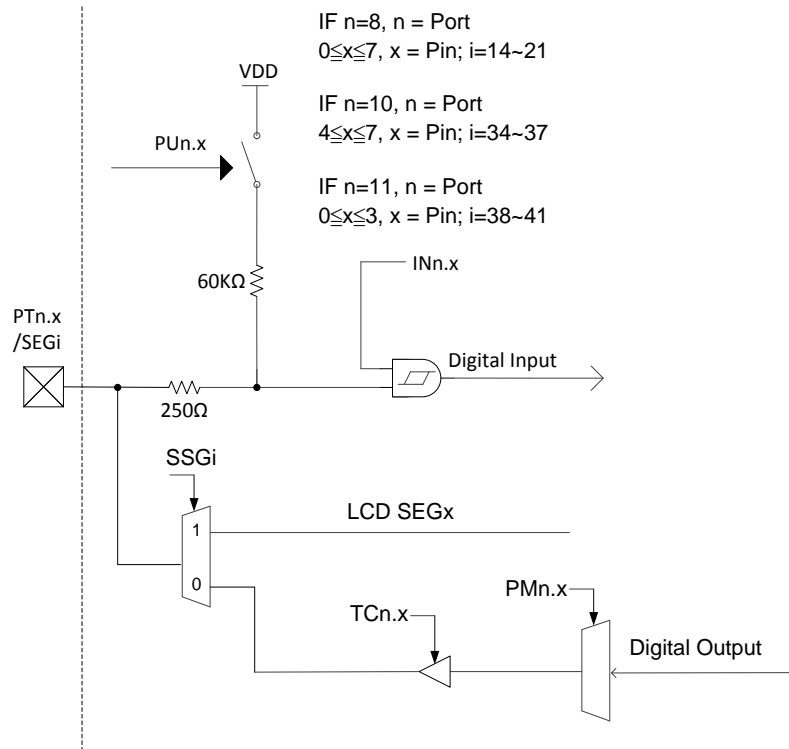 IF n=8, n = Port
0≦x≦7, x = Pin; i=14~21
VDD
IF n=10, n = Port
4≦x≦7, x = Pin; i=34~37
PUn.x
IF n=11, n = Port
0≦x≦3, x = Pin; i=38~41
INn.x
60KΩ
PTn.x
/SEGi
Digital Input
250Ω
SSGi
LCD SEGx
1
0
PMn.x
TCn.x
Digital Output